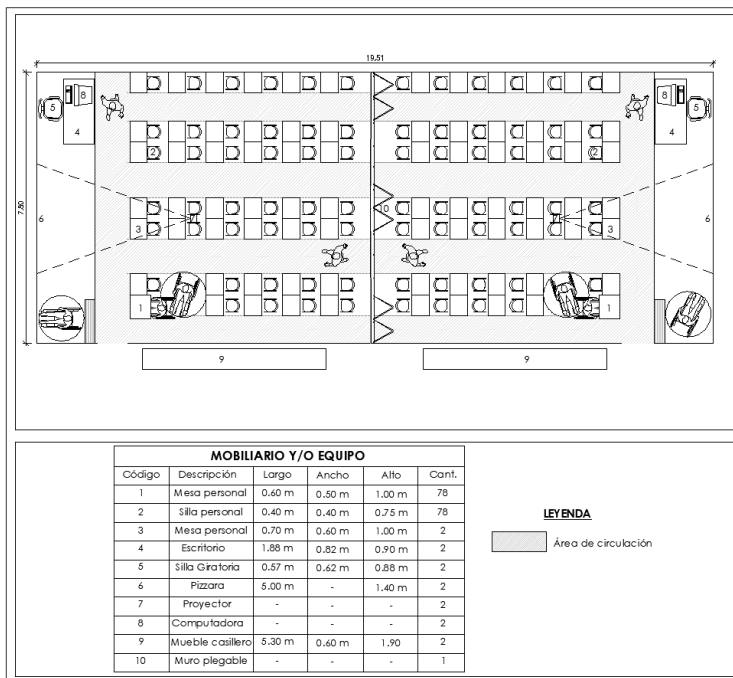 19.51
7.80
5
8
4
2
6
3
7
1
10
8
5
4
2
7
3
6
1
9
9
MOBILIARIO Y/O EQUIPO
Código Descripción Largo Ancho Alto Cant.
1 Mesa personal 0.60 m 0.50 m 1.00 m 78
2 Silla personal 0.40 m 0.40 m 0.75 m 78
3 Mesa personal 0.70 m 0.60 m 1.00 m 2
4 Escritorio 1.88 m 0.82 m 0.90 m 2
5 Silla Giratoria 0.57 m 0.62 m 0.88 m 2
6 Pizzara 5.00 m - 1.40 m 2
7 Proyector - - - 2
8 Computadora - - - 2
9 Mueble casillero 5.30 m 0.60 m 1.90 2
10 Muro plegable - - - 1
LEYENDA
Área de circulación